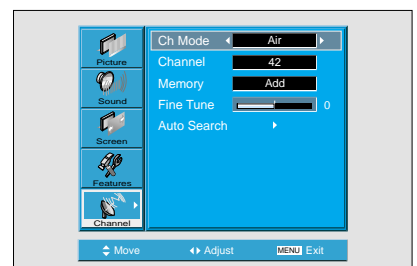 Picture
Sound
Screen
Features
Channel
Ch Mode Air
Channel 42
Memory Add
Fine Tune 0
Auto Search
Move Adjust MENU Exit